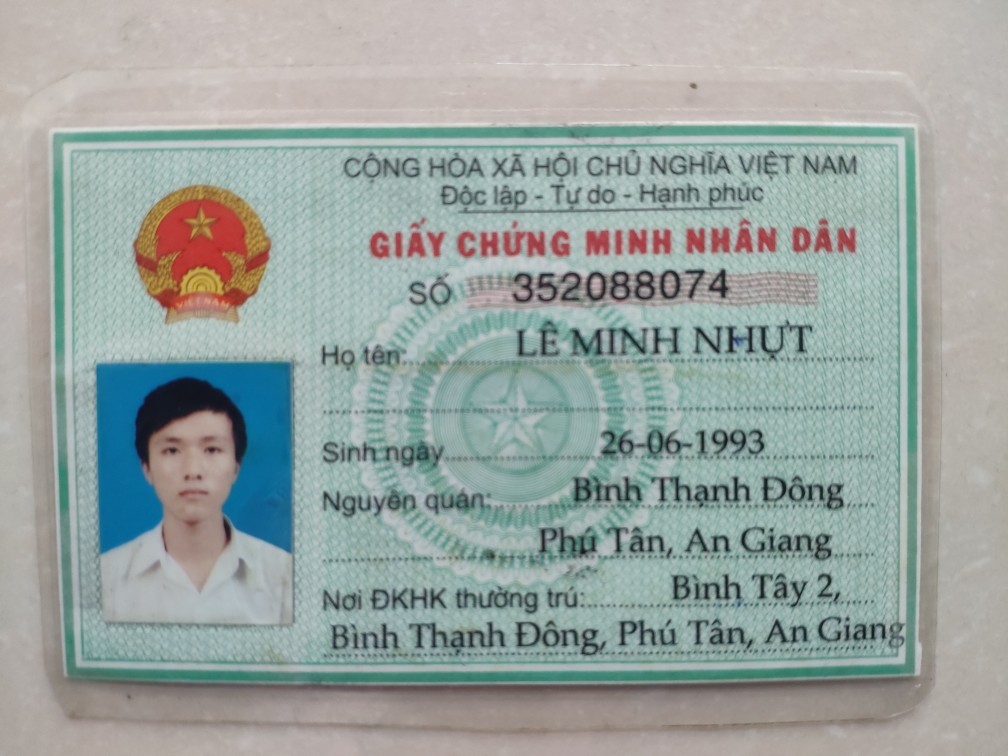 CỘNG HÒA XÃ HỘI CHỦ NGHĨA VIỆT NAM
Độc lập - Tự do - Hạnh phúc
GIẤY CHỨNG MINH NHÂN DÂN
SỐ 352088074
Họ tên: LÊ MINH NHỰT
Sinh ngày 26-06-1993
Nguyên quán: Bình Thạnh Đông
Phú Tân, An Giang
Nơi ĐKHK thường trú: Bình Tây 2,
Bình Thạnh Đông, Phú Tân, An Giang
VIỆT NAM